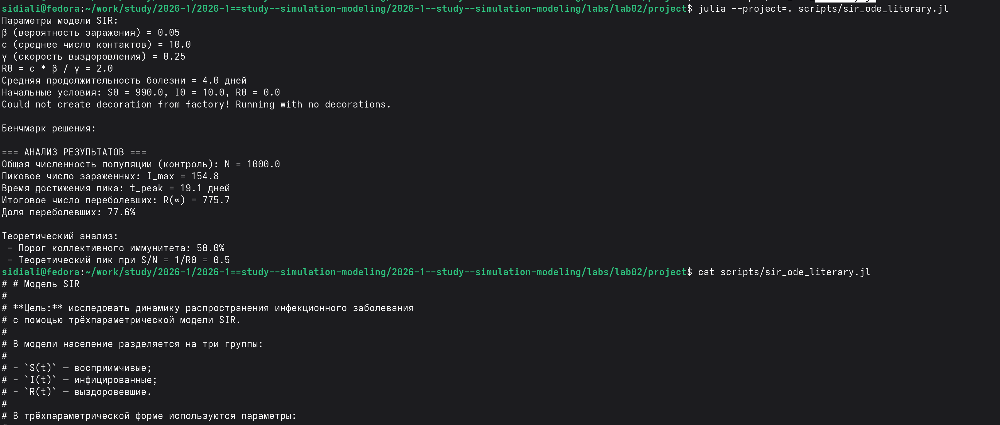 sidiali@fedora:~/work/study/2026-1/2026-1==study--simulation-modeling/2026-1--study--simulation-modeling/labs/lab02/project$ julia --project=. scripts/sir_ode_literary.jl
Параметры модели SIR:
β (вероятность заражения) = 0.05
c (среднее число контактов) = 10.0
γ (скорость выздоровления) = 0.25
R0 = c * β / γ = 2.0
Средняя продолжительность болезни = 4.0 дней
Начальные условия: S0 = 990.0, I0 = 10.0, R0 = 0.0
Could not create decoration from factory! Running with no decorations.

Бенчмарк решения:

=== АНАЛИЗ РЕЗУЛЬТАТОВ ===
Общая численность популяции (контроль): N = 1000.0
Пиковое число зараженных: I_max = 154.8
Время достижения пика: t_peak = 19.1 дней
Итоговое число переболевших: R(∞) = 775.7
Доля переболевших: 77.6%

Теоретический анализ:
 - Порог коллективного иммунитета: 50.0%
 - Теоретический пик при S/N = 1/R0 = 0.5
sidiali@fedora:~/work/study/2026-1/2026-1==study--simulation-modeling/2026-1--study--simulation-modeling/labs/lab02/project$ cat scripts/sir_ode_literary.jl
# # Модель SIR
#
# **Цель:** исследовать динамику распространения инфекционного заболевания
# с помощью трёхпараметрической модели SIR.
#
# В модели население разделяется на три группы:
#
# - `S(t)` — восприимчивые;
# - `I(t)` — инфицированные;
# - `R(t)` — выздоровевшие.
#
# В трёхпараметрической форме используются параметры: